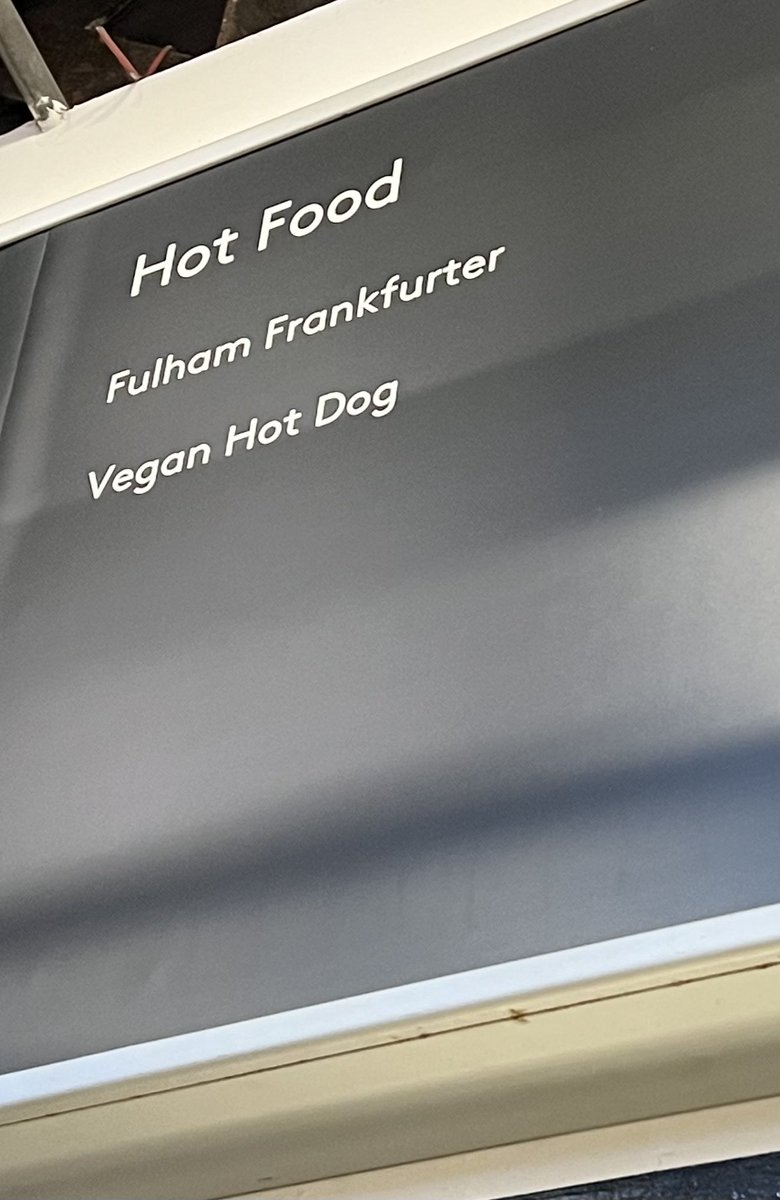 Hot Food
Fulham Frankfurter
Vegan Hot Dog